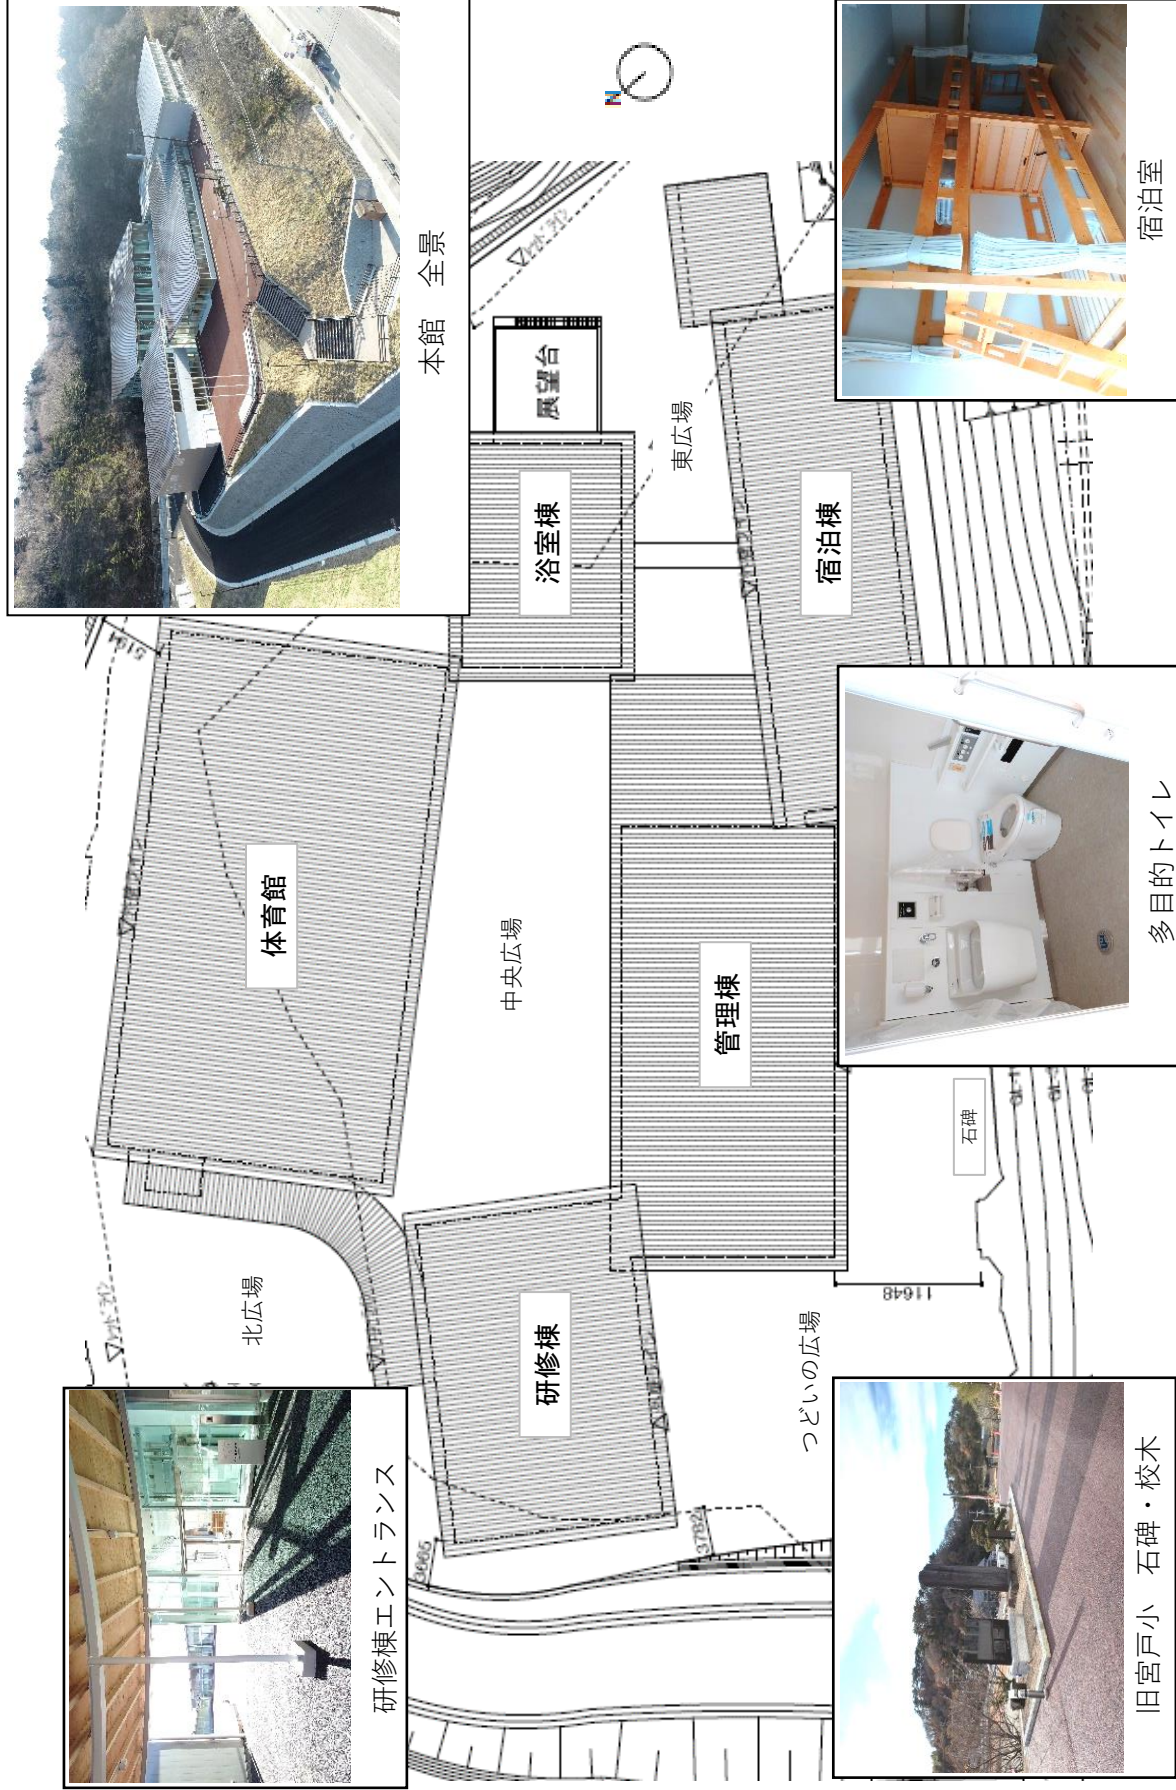 研修棟エントランス
本館　全景
北広場
体育館
研修棟
中央広場
浴室棟
展望台
N
3665
東広場
管理棟
宿泊棟
つどいの広場
11648
石碑
旧宮戸小　石碑・校木
多目的トイレ
宿泊室